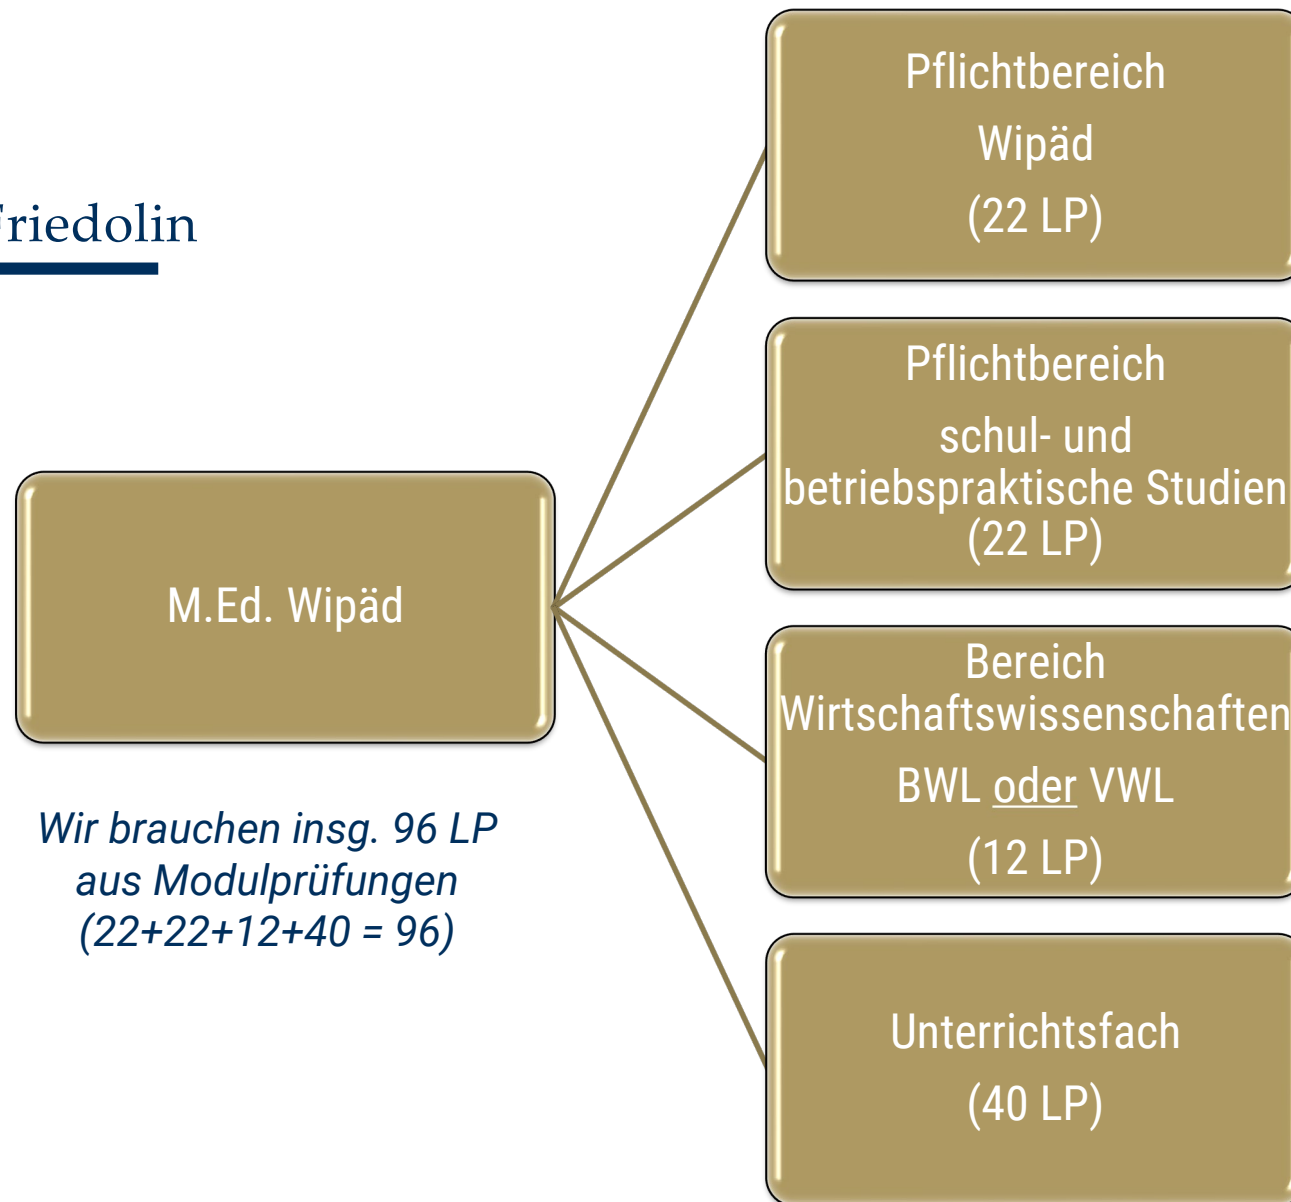 Friedolin
M.Ed. Wipäd
Wir brauchen insg. 96 LP
aus Modulprüfungen
(22+22+12+40 = 96)
Pflichtbereich
Wipäd
(22 LP)
Pflichtbereich
schul- und
betriebspraktische Studien
(22 LP)
Bereich
Wirtschaftswissenschaften
BWL oder VWL
(12 LP)
Unterrichtsfach
(40 LP)